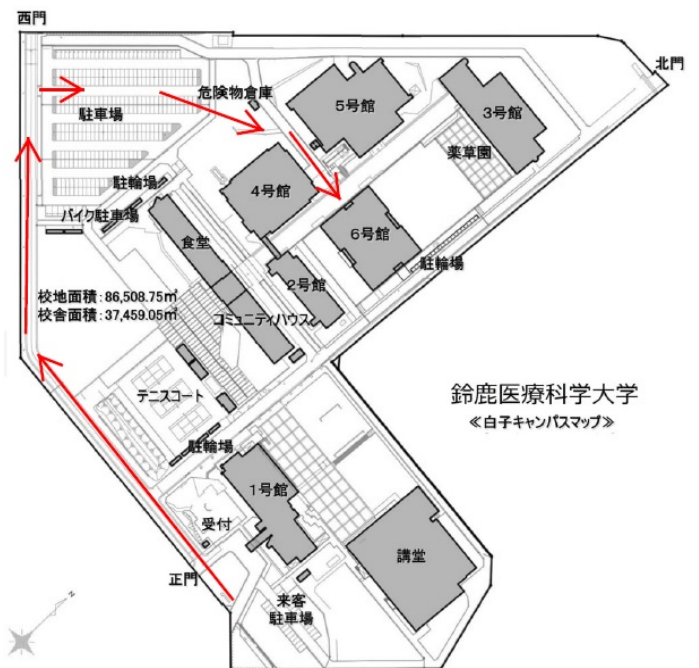 西門
北門
危険物倉庫
5号館
3号館
駐車場
薬草園
駐輪場
4号館
バイク駐車場
6号館
食堂
2号館
駐輪場
校地面積:86,508.75㎡
校舎面積:37,459.05㎡
コミュニティハウス
テニスコート
鈴鹿医療科学大学
≪白子キャンパスマップ≫
駐輪場
1号館
受付
講堂
正門
来客
駐車場
N